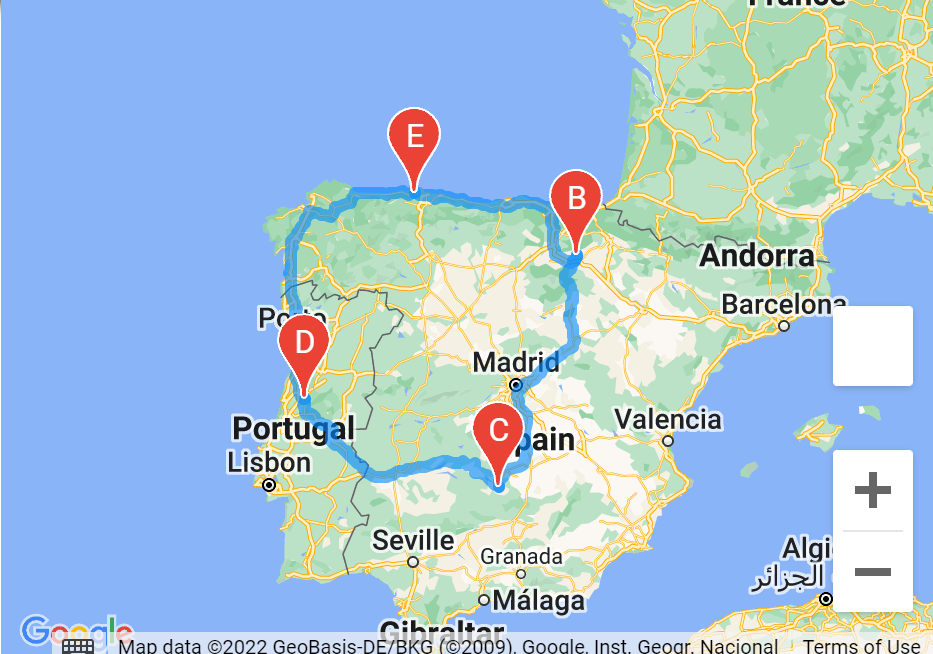 France
E
B
Andorra
Barcelona
Porto
D
Madrid
C
Valencia
Portugal
Spain
Lisbon
Seville
Granada
Algi
الجزائر
Málaga
Gibraltar
Google
Map data ©2022 GeoBasis-DE/BKG (©2009), Google, Inst. Geogr. Nacional
Terms of Use